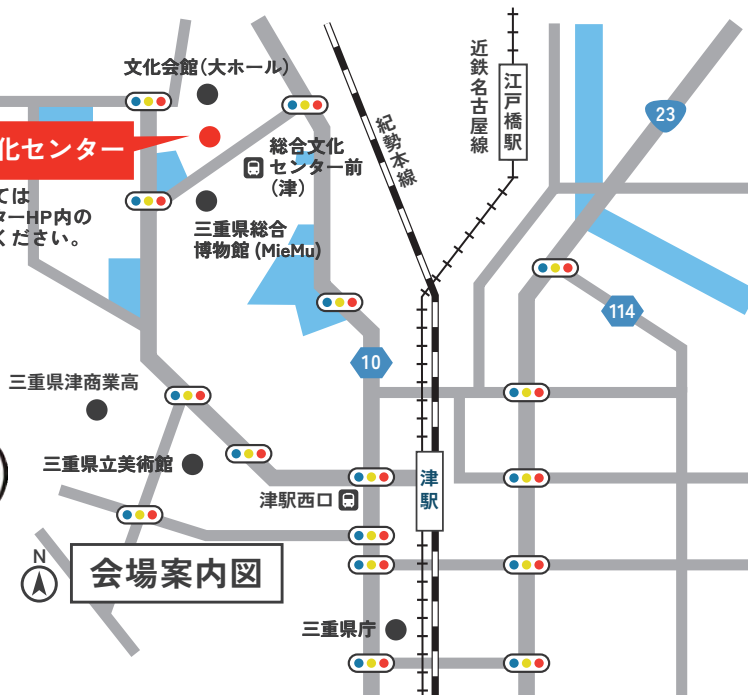 文化会館（大ホール）
近鉄名古屋線
江戸橋駅
23
紀勢本線
化センター
総合文化
センター前
（津）
ては
ターHP内の
ください。
三重県総合
博物館 (MieMu)
114
10
三重県津商業高
三重県立美術館
津駅
津駅西口
N
会場案内図
三重県庁